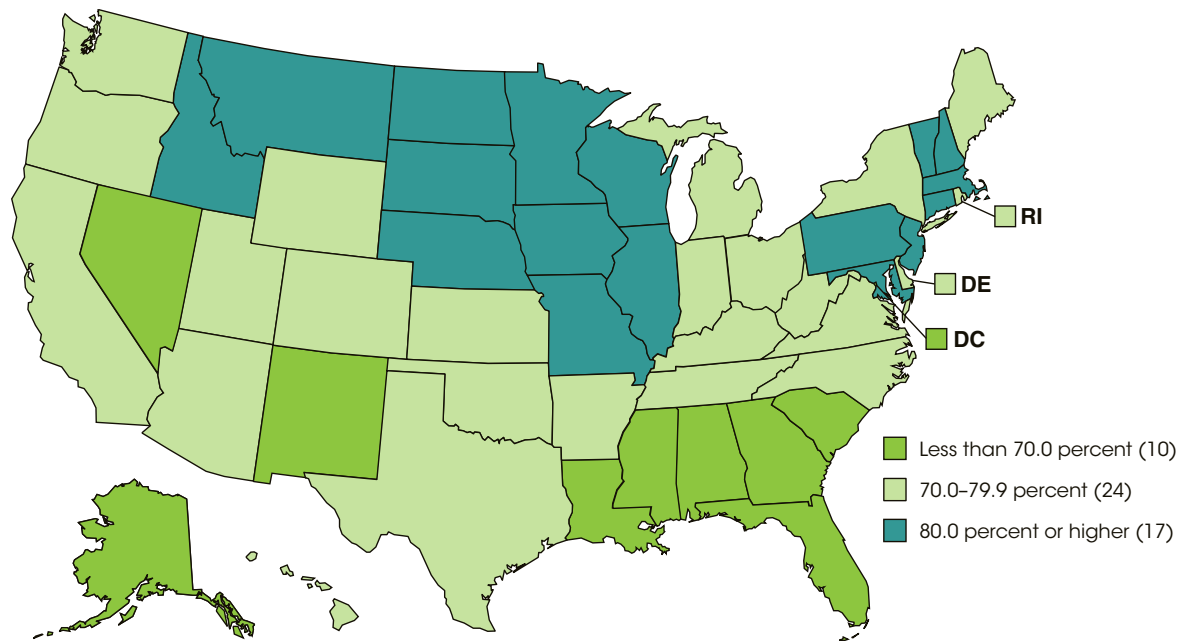 RI
DE
DC
Less than 70.0 percent (10)
70.0–79.9 percent (24)
80.0 percent or higher (17)